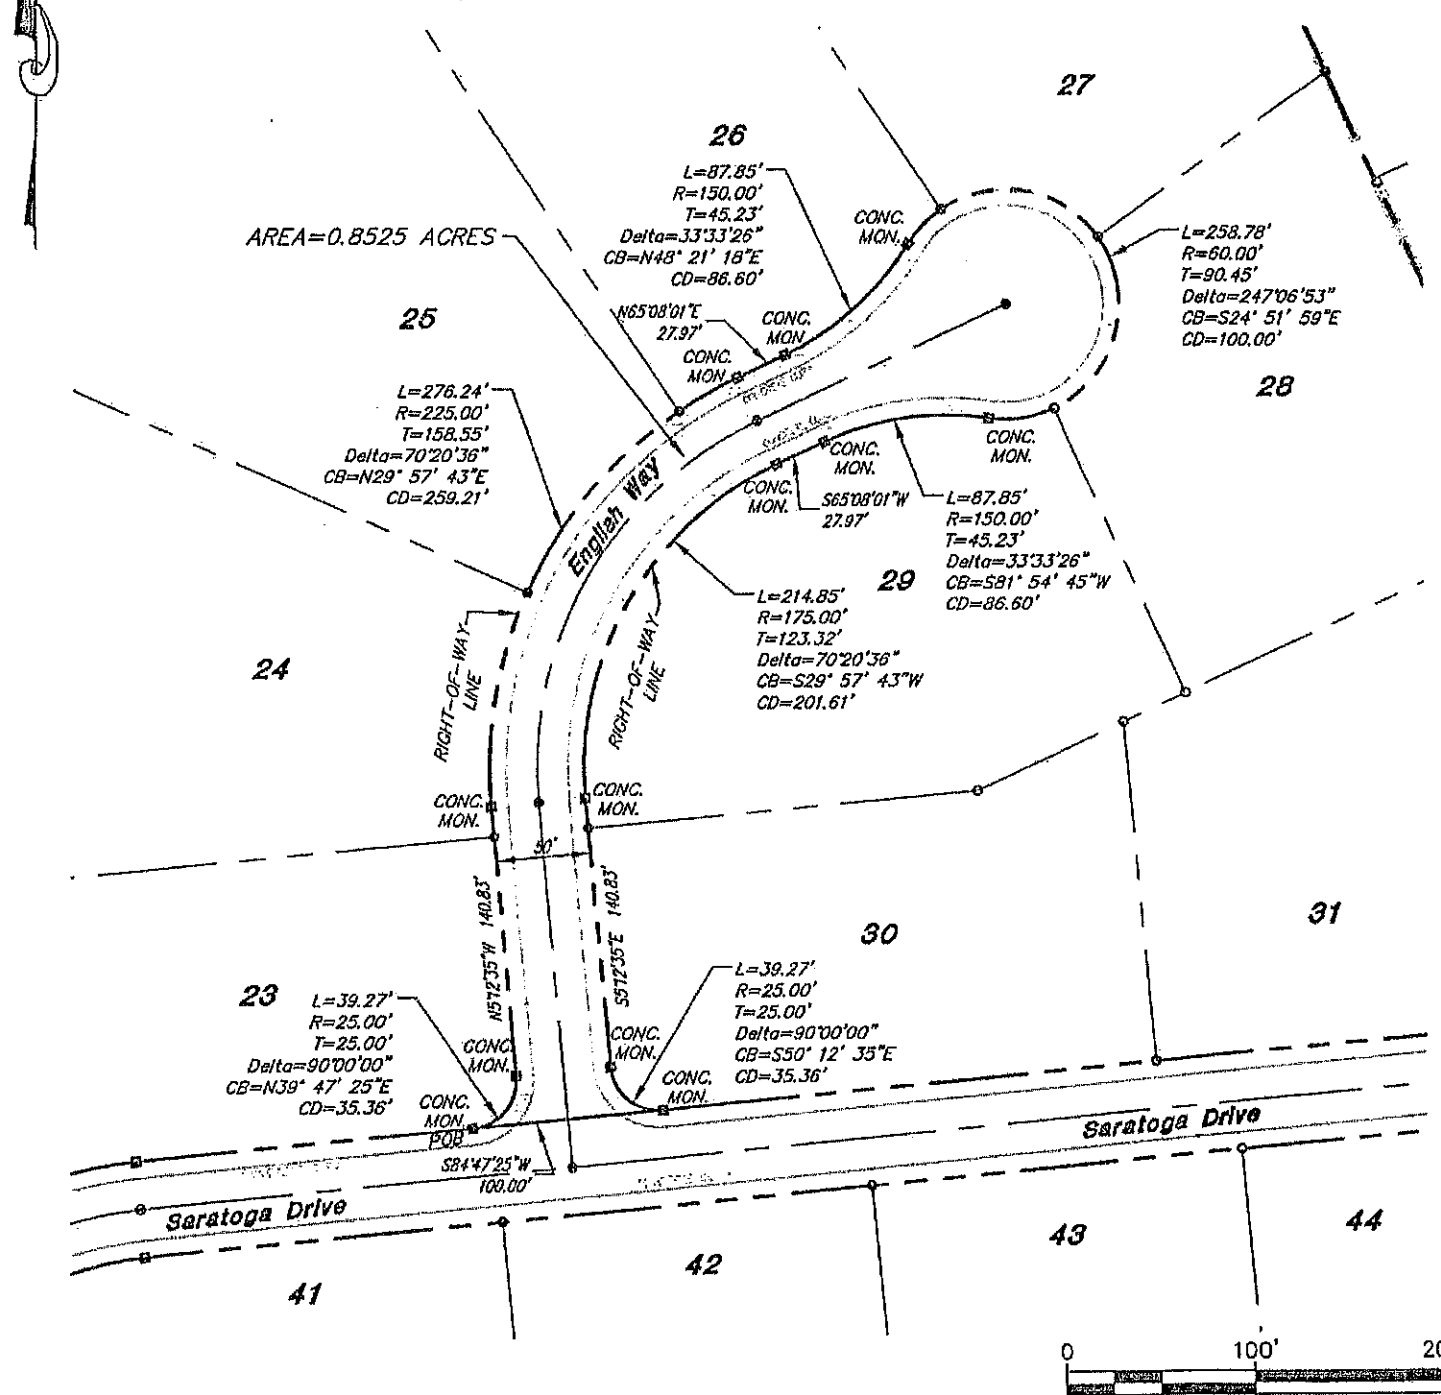 27
26
L=87.85'
R=150.00'
T=45.23'
Delta=33°33'26"
CB=N48° 21' 18"E
CD=86.60'
CONC.
MON.
AREA=0.8525 ACRES
L=258.78'
R=60.00'
T=90.45'
Delta=247°06'53"
CB=S24° 51' 59"E
CD=100.00'
25
N65°08'01"E
27.97'
CONC.
MON.
CONC.
MON.
28
L=276.24'
R=225.00'
T=158.55'
Delta=70°20'36"
CB=N29° 57' 43"E
CD=259.21'
CONC.
MON.
CONC.
MON.
CONC.
MON.
S65°08'01"W
27.97'
English Way
L=87.85'
R=150.00'
T=45.23'
Delta=33°33'26"
CB=S81° 54' 45"W
CD=86.60'
29
L=214.85'
R=175.00'
T=123.32'
Delta=70°20'36"
CB=S29° 57' 43"W
CD=201.61'
24
RIGHT-OF-WAY
LINE
RIGHT-OF-WAY
LINE
CONC.
MON.
CONC.
MON.
50'
N5°12'35"W 140.83'
S5°12'35"E 140.83'
30
31
23
L=39.27'
R=25.00'
T=25.00'
Delta=90°00'00"
CB=N39° 47' 25"E
CD=35.36'
L=39.27'
R=25.00'
T=25.00'
Delta=90°00'00"
CB=S50° 12' 35"E
CD=35.36'
CONC.
MON.
CONC.
MON.
CONC.
MON.
CONC.
MON.
POB
S84°47'25"W
100.00'
Saratoga Drive
Saratoga Drive
41
42
43
44
0 100' 20